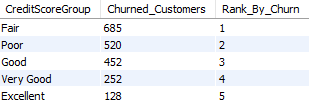 CreditScoreGroup Churned_Customers Rank_By_Churn
Fair 685 1
Poor 520 2
Good 452 3
Very Good 252 4
Excellent 128 5